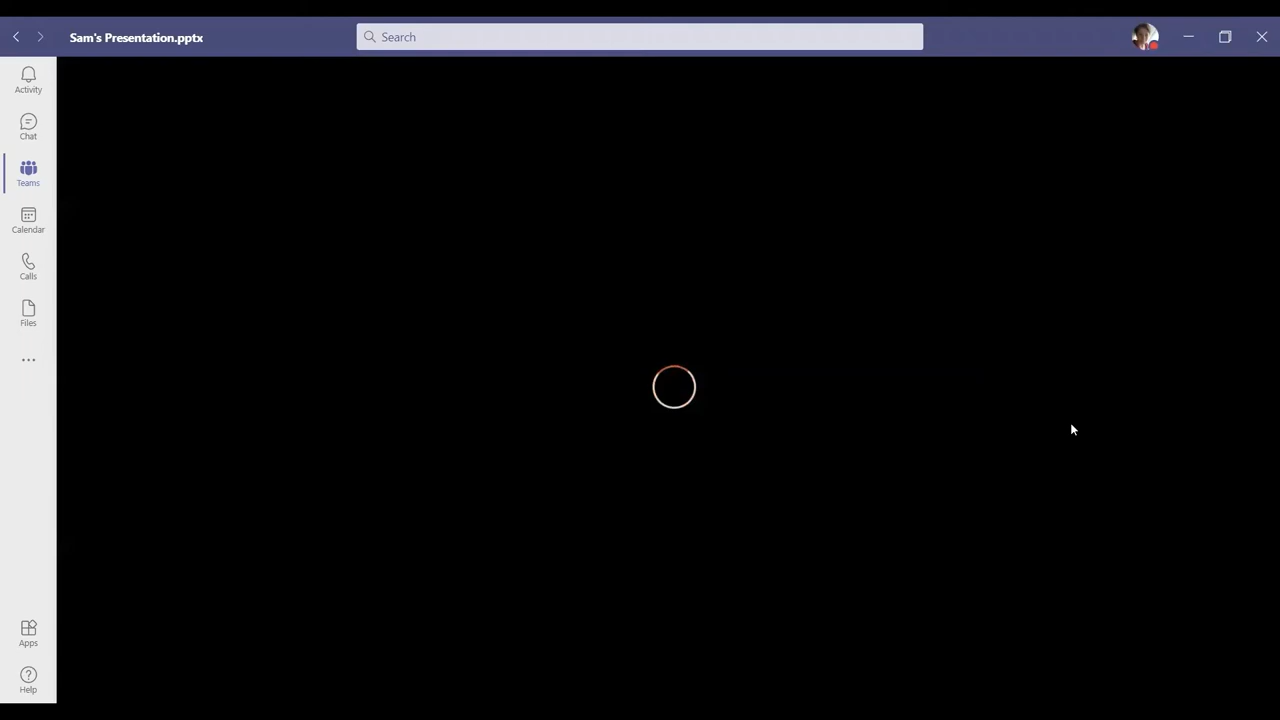 Sam's Presentation.pptx
Search
Activity
Chat
Teams
Calendar
Calls
Files
Apps
Help